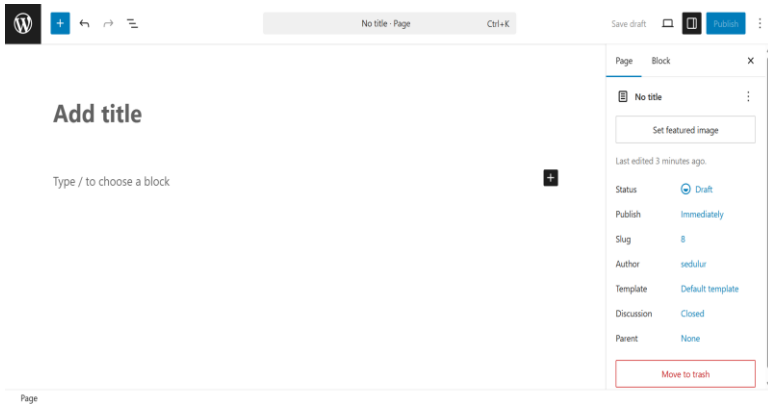 No title · Page Ctrl+K
Save draft
Publish
Add title
Type / to choose a block
Page Block
No title
Set featured image
Last edited 3 minutes ago.
Status Draft
Publish Immediately
Slug 8
Author sedulur
Template Default template
Discussion Closed
Parent None
Move to trash
Page